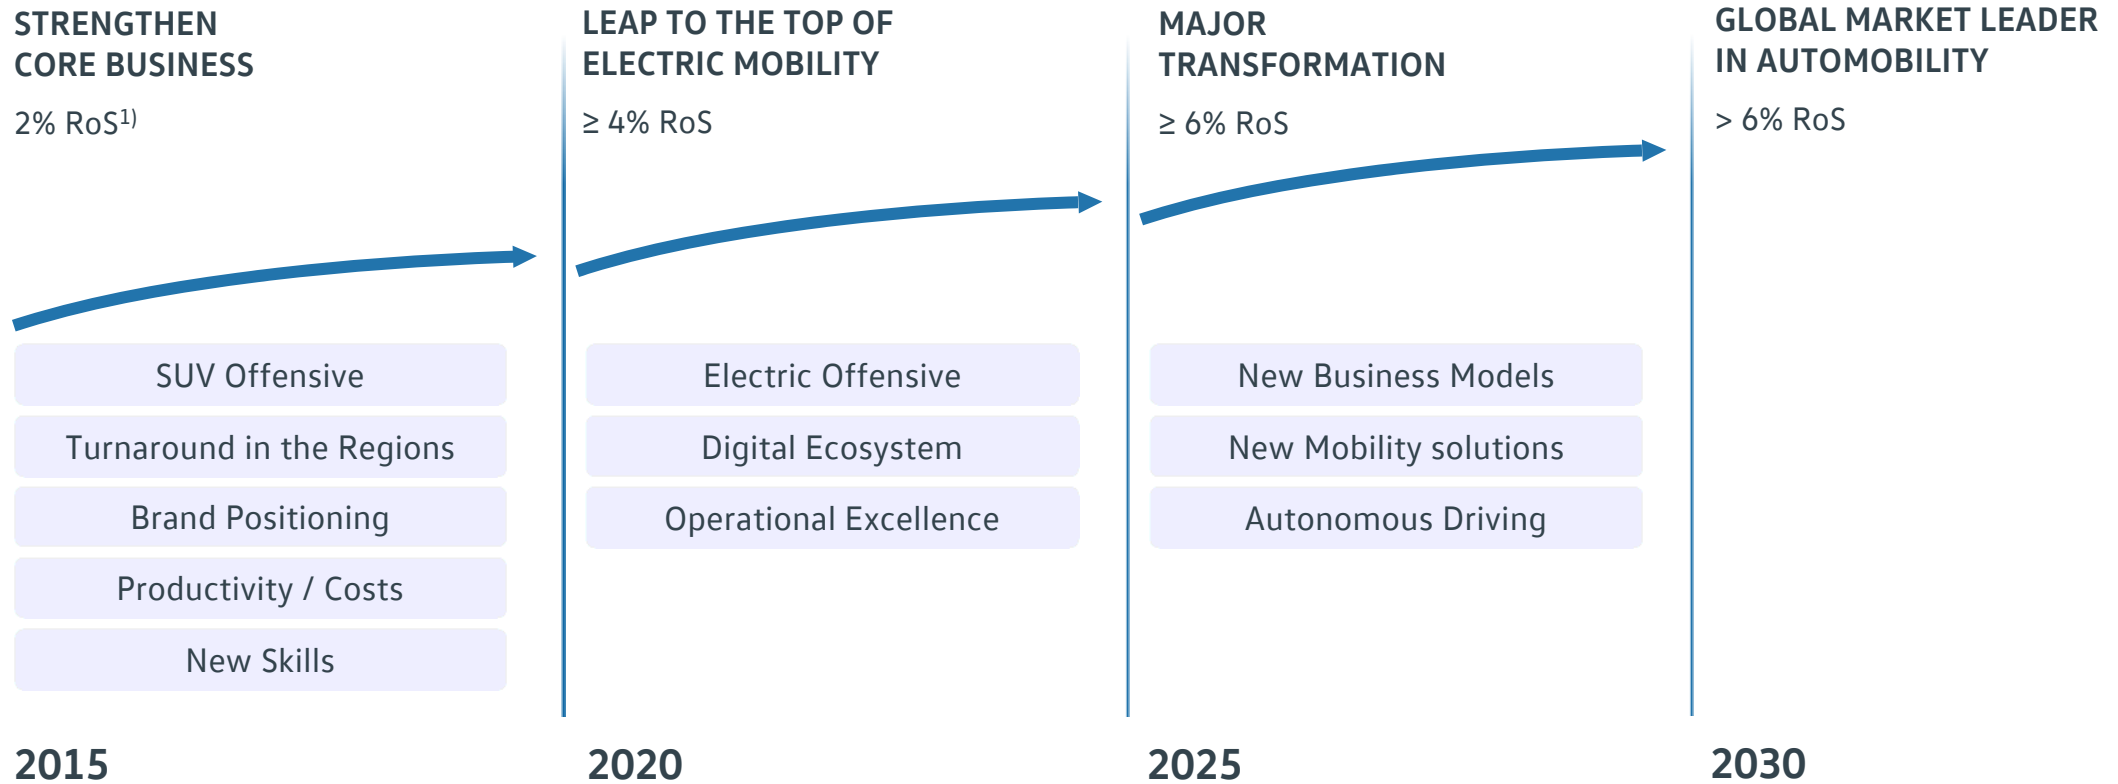 STRENGTHEN
CORE BUSINESS
2% RoS1)
SUV Offensive
Turnaround in the Regions
Brand Positioning
Productivity / Costs
New Skills
2015
LEAP TO THE TOP OF
ELECTRIC MOBILITY
≥ 4% RoS
Electric Offensive
Digital Ecosystem
Operational Excellence
2020
MAJOR
TRANSFORMATION
≥ 6% RoS
New Business Models
New Mobility solutions
Autonomous Driving
2025
GLOBAL MARKET LEADER
IN AUTOMOBILITY
> 6% RoS
2030